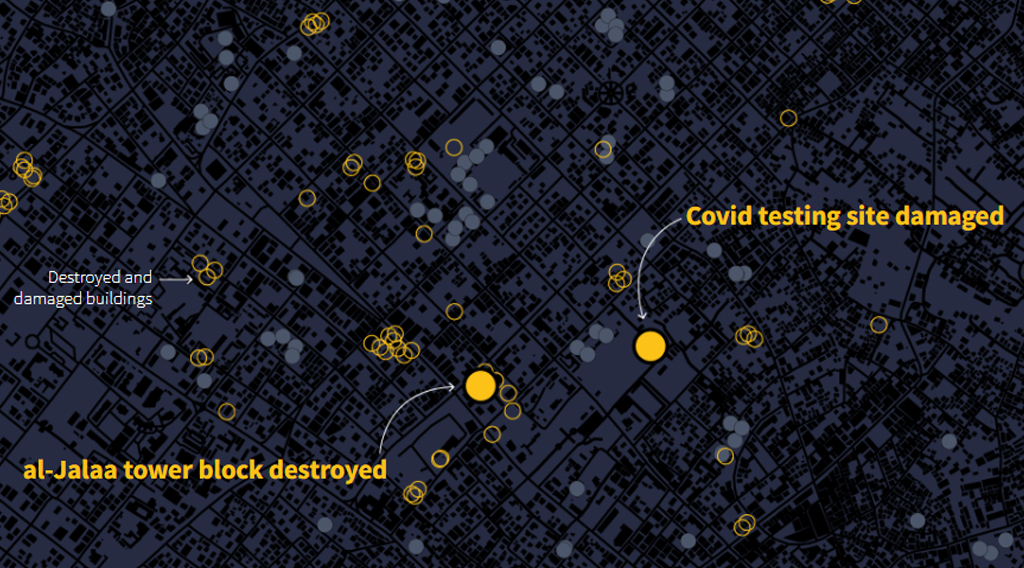 Covid testing site damaged
Destroyed and
damaged buildings
al-Jalaa tower block destroyed